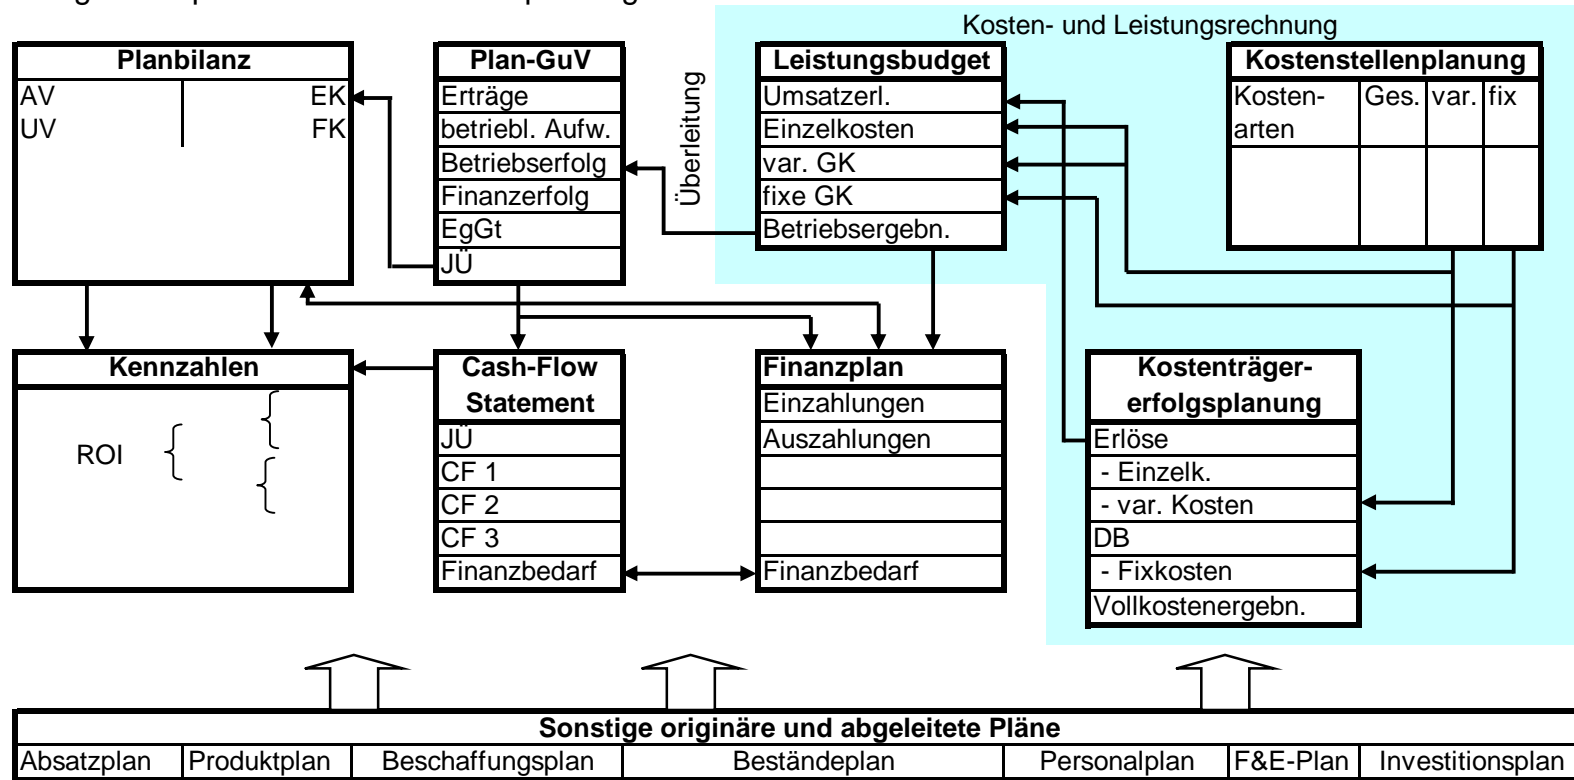 Kosten- und Leistungsrechnung
Planbilanz
AV EK
UV FK
Plan-GuV
Erträge
betriebl. Aufw.
Betriebserfolg
Finanzerfolg
EgGt
JÜ
Überleitung
Leistungsbudget
Umsatzerl.
Einzelkosten
var. GK
fixe GK
Betriebsergebn.
Kostenstellenplanung
Kosten- Ges. var. fix
arten
Kennzahlen
ROI
Cash-Flow
Statement
JÜ
CF 1
CF 2
CF 3
Finanzbedarf
Finanzplan
Einzahlungen
Auszahlungen
Finanzbedarf
Kostenträger-
erfolgsplanung
Erlöse
- Einzelk.
- var. Kosten
DB
- Fixkosten
Vollkostenergebn.
Sonstige originäre und abgeleitete Pläne
Absatzplan Produktplan Beschaffungsplan Beständeplan Personalplan F&E-Plan Investitionsplan